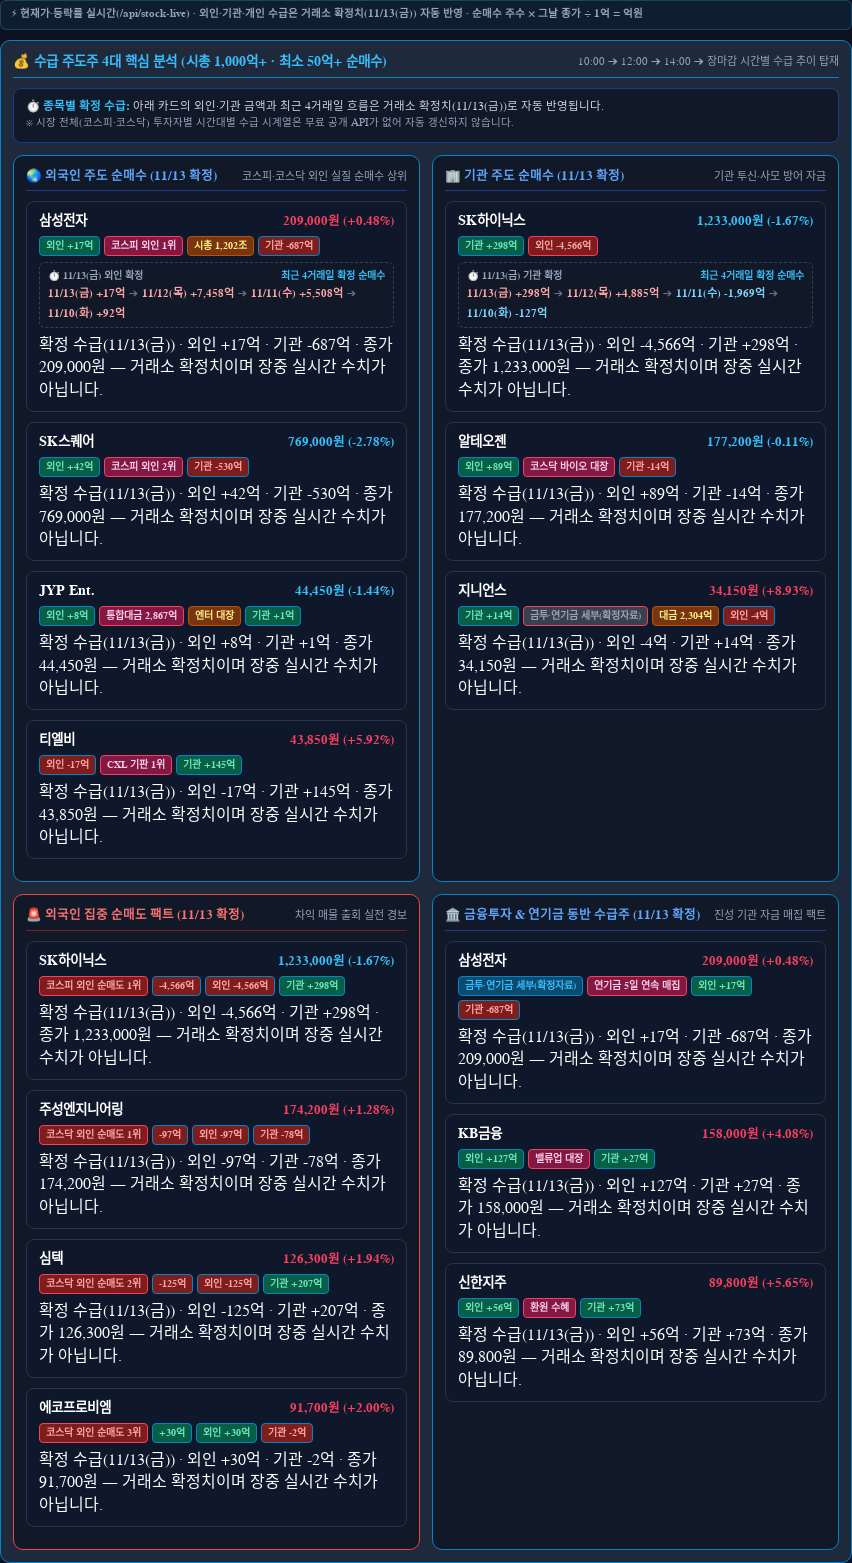 ⚡ 현재가·등락률 실시간(/api/stock-live) · 외인·기관·개인 수급은 거래소 확정치(11/13(금)) 자동 반영 · 순매수 주수 × 그날 종가 ÷ 1억 = 억원
💰 수급 주도주 4대 핵심 분석 (시총 1,000억+ · 최소 50억+ 순매수)
10:00 → 12:00 → 14:00 → 장마감 시간별 수급 추이 탑재
⏱ 종목별 확정 수급: 아래 카드의 외인·기관 금액과 최근 4거래일 흐름은 거래소 확정치(11/13(금))로 자동 반영됩니다.
※ 시장 전체(코스피·코스닥) 투자자별 시간대별 수급 시계열은 무료 공개 API가 없어 자동 갱신하지 않습니다.
🌏 외국인 주도 순매수 (11/13 확정)
코스피·코스닥 외인 실질 순매수 상위
삼성전자
209,000원 (+0.48%)
외인 +17억
코스피 외인 1위
시총 1,202조
기관 -687억
⏱ 11/13(금) 외인 확정
최근 4거래일 확정 순매수
11/13(금) +17억 → 11/12(목) +7,458억 → 11/11(수) +5,508억 →
11/10(화) +92억
확정 수급(11/13(금)) · 외인 +17억 · 기관 -687억 · 종가
209,000원 — 거래소 확정치이며 장중 실시간 수치가
아닙니다.
SK스퀘어
769,000원 (-2.78%)
외인 +42억
코스피 외인 2위
기관 -530억
확정 수급(11/13(금)) · 외인 +42억 · 기관 -530억 · 종가
769,000원 — 거래소 확정치이며 장중 실시간 수치가
아닙니다.
JYP Ent.
44,450원 (-1.44%)
외인 +8억
통합대금 2,867억
엔터 대장
기관 +1억
확정 수급(11/13(금)) · 외인 +8억 · 기관 +1억 · 종가
44,450원 — 거래소 확정치이며 장중 실시간 수치가
아닙니다.
티엘비
43,850원 (+5.92%)
외인 -17억
CXL 기판 1위
기관 +145억
확정 수급(11/13(금)) · 외인 -17억 · 기관 +145억 · 종가
43,850원 — 거래소 확정치이며 장중 실시간 수치가
아닙니다.
🏢 기관 주도 순매수 (11/13 확정)
기관 투신·사모 방어 자금
SK하이닉스
1,233,000원 (-1.67%)
기관 +298억
외인 -4,566억
⏱ 11/13(금) 기관 확정
최근 4거래일 확정 순매수
11/13(금) +298억 → 11/12(목) +4,885억 → 11/11(수) -1,969억 →
11/10(화) -127억
확정 수급(11/13(금)) · 외인 -4,566억 · 기관 +298억 ·
종가 1,233,000원 — 거래소 확정치이며 장중 실시간
수치가 아닙니다.
알테오젠
177,200원 (-0.11%)
외인 +89억
코스닥 바이오 대장
기관 -14억
확정 수급(11/13(금)) · 외인 +89억 · 기관 -14억 · 종가
177,200원 — 거래소 확정치이며 장중 실시간 수치가
아닙니다.
지니언스
34,150원 (+8.93%)
기관 +14억
금투·연기금 세부(확정자료)
대금 2,304억
외인 -4억
확정 수급(11/13(금)) · 외인 -4억 · 기관 +14억 · 종가
34,150원 — 거래소 확정치이며 장중 실시간 수치가
아닙니다.
🚨 외국인 집중 순매도 팩트 (11/13 확정)
차익 매물 출회 실전 경보
SK하이닉스
1,233,000원 (-1.67%)
코스피 외인 순매도 1위
-4,566억
외인 -4,566억
기관 +298억
확정 수급(11/13(금)) · 외인 -4,566억 · 기관 +298억 ·
종가 1,233,000원 — 거래소 확정치이며 장중 실시간
수치가 아닙니다.
주성엔지니어링
174,200원 (+1.28%)
코스닥 외인 순매도 1위
-97억
외인 -97억
기관 -78억
확정 수급(11/13(금)) · 외인 -97억 · 기관 -78억 · 종가
174,200원 — 거래소 확정치이며 장중 실시간 수치가
아닙니다.
심텍
126,300원 (+1.94%)
코스닥 외인 순매도 2위
-125억
외인 -125억
기관 +207억
확정 수급(11/13(금)) · 외인 -125억 · 기관 +207억 · 종
가 126,300원 — 거래소 확정치이며 장중 실시간 수치
가 아닙니다.
에코프로비엠
91,700원 (+2.00%)
코스닥 외인 순매도 3위
+30억
외인 +30억
기관 -2억
확정 수급(11/13(금)) · 외인 +30억 · 기관 -2억 · 종가
91,700원 — 거래소 확정치이며 장중 실시간 수치가
아닙니다.
🏛 금융투자 & 연기금 동반 수급주 (11/13 확정)
진성 기관 자금 매집 팩트
삼성전자
209,000원 (+0.48%)
금투·연기금 세부(확정자료)
연기금 5일 연속 매집
외인 +17억
기관 -687억
확정 수급(11/13(금)) · 외인 +17억 · 기관 -687억 · 종가
209,000원 — 거래소 확정치이며 장중 실시간 수치가
아닙니다.
KB금융
158,000원 (+4.08%)
외인 +127억
밸류업 대장
기관 +27억
확정 수급(11/13(금)) · 외인 +127억 · 기관 +27억 · 종
가 158,000원 — 거래소 확정치이며 장중 실시간 수치
가 아닙니다.
신한지주
89,800원 (+5.65%)
외인 +56억
환원 수혜
기관 +73억
확정 수급(11/13(금)) · 외인 +56억 · 기관 +73억 · 종가
89,800원 — 거래소 확정치이며 장중 실시간 수치가
아닙니다.